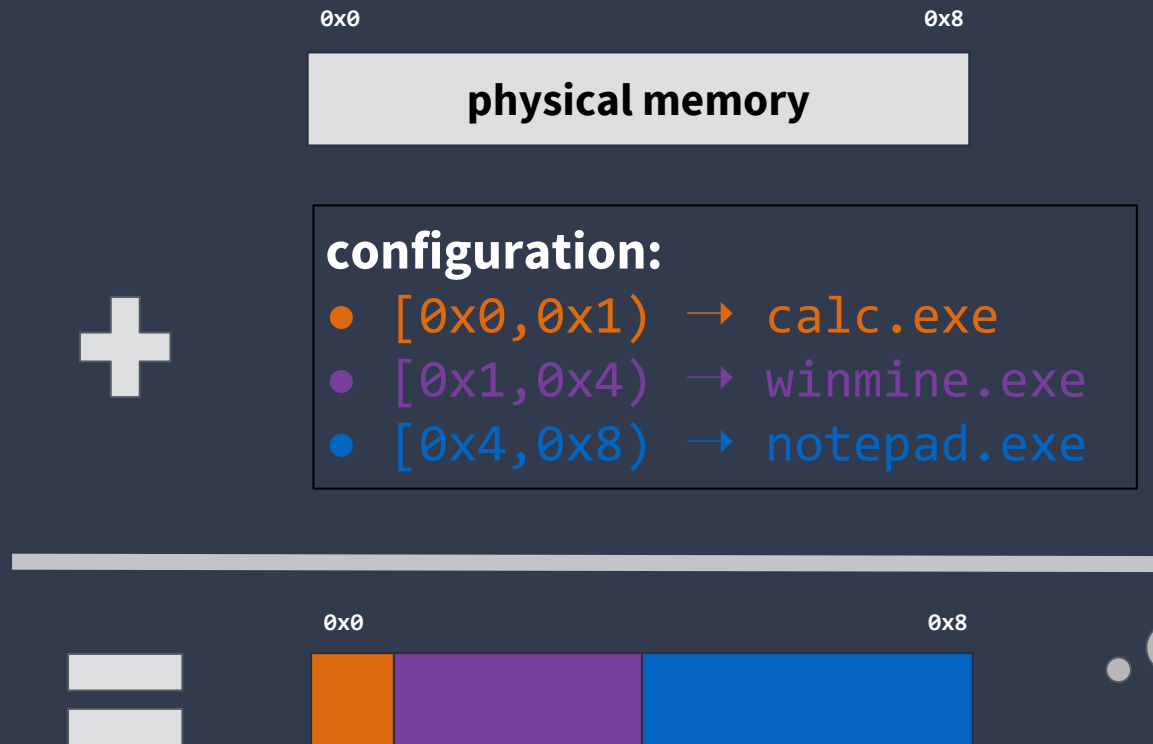 0x0 0x8
physical memory
configuration:
● [0x0,0x1) → calc.exe
● [0x1,0x4) → winmine.exe
● [0x4,0x8) → notepad.exe
0x0 0x8